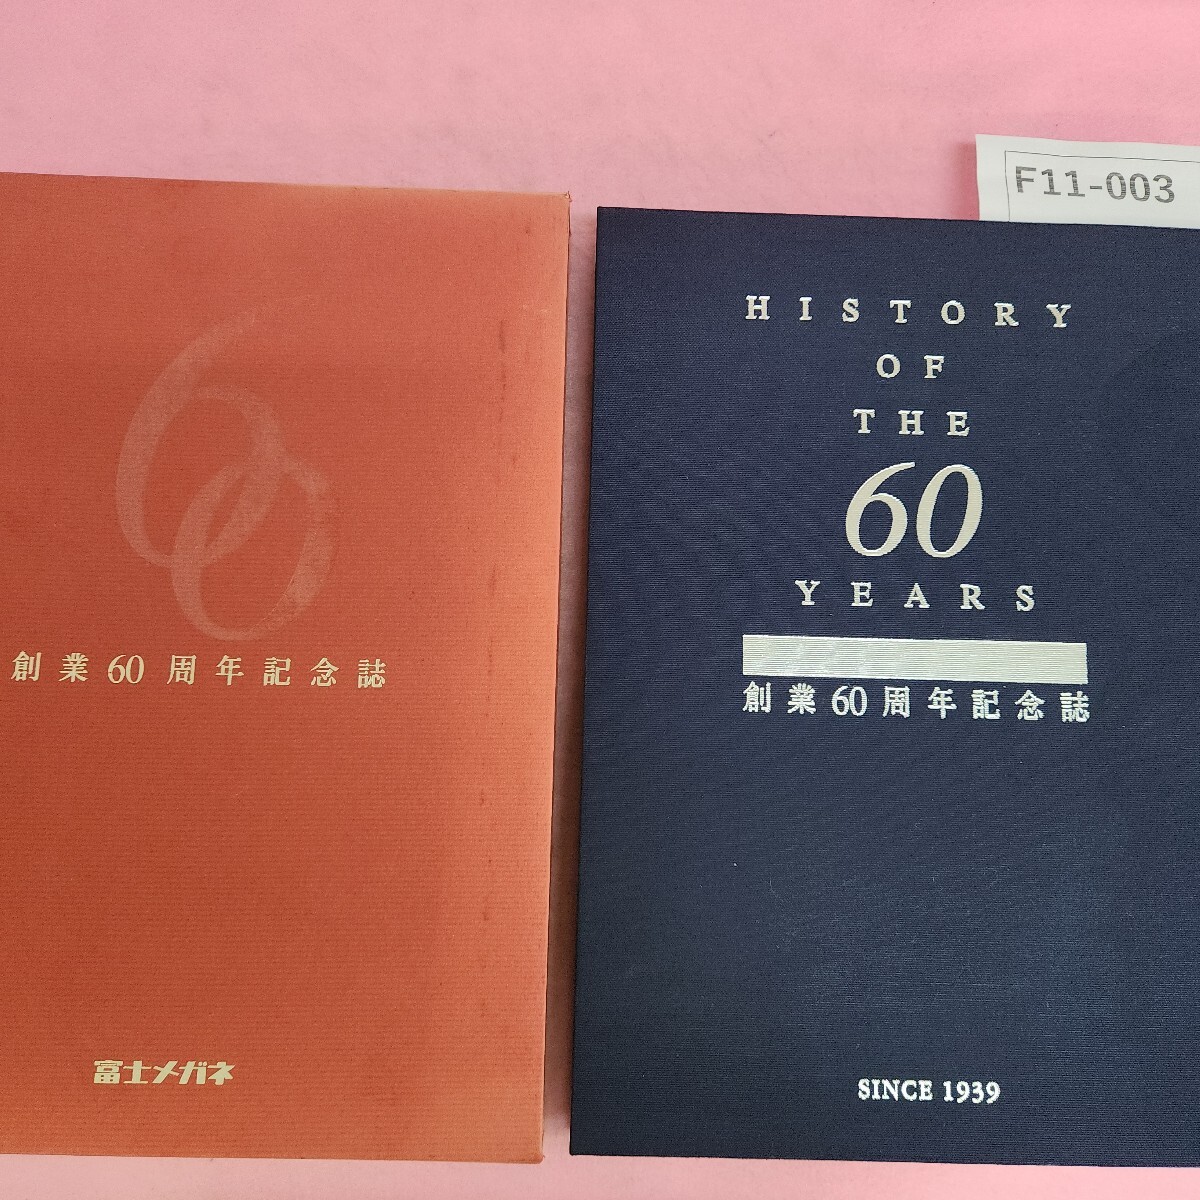 F11-003
60
創業60周年記念誌
富士メガネ
HISTORY
OF
THE
60
YEARS
創業60周年記念誌
SINCE 1939